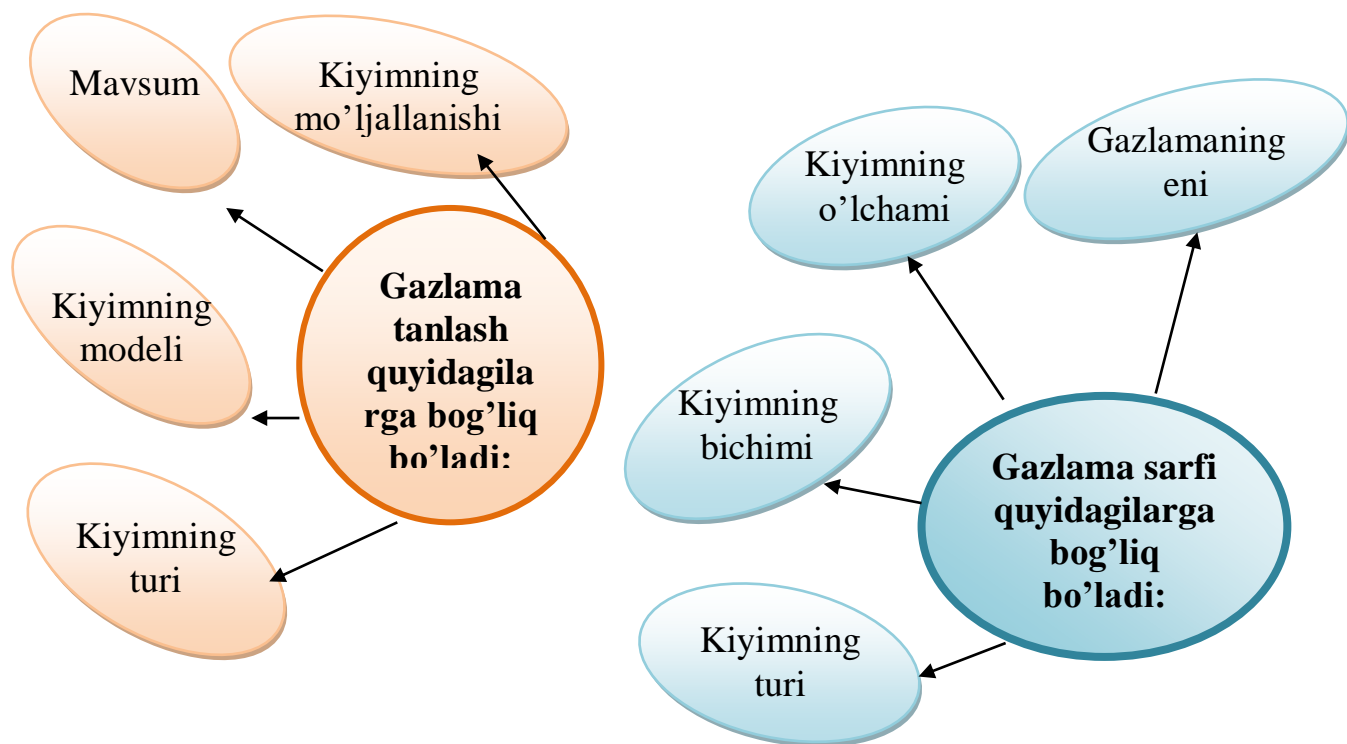 Mavsum
Kiyimning
mo’ljallanishi
Kiyimning
modeli
Kiyimning
turi
Gazlama
tanlash
quyidagila
rga bog’liq
bo’ladi:
Kiyimning
o’lchami
Gazlamaning
eni
Kiyimning
bichimi
Kiyimning
turi
Gazlama sarfi
quyidagilarga
bog’liq
bo’ladi: